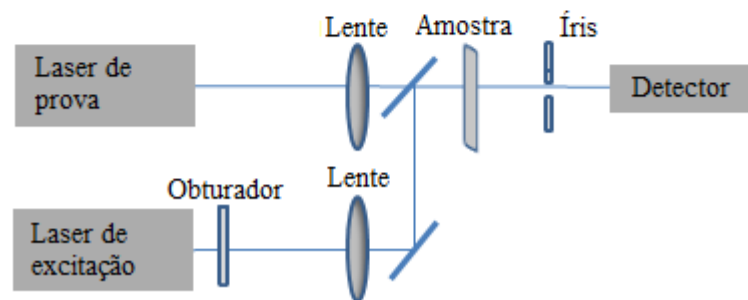 Lente
Amostra
Íris
Laser de
prova
Detector
Obturador
Lente
Laser de
excitação